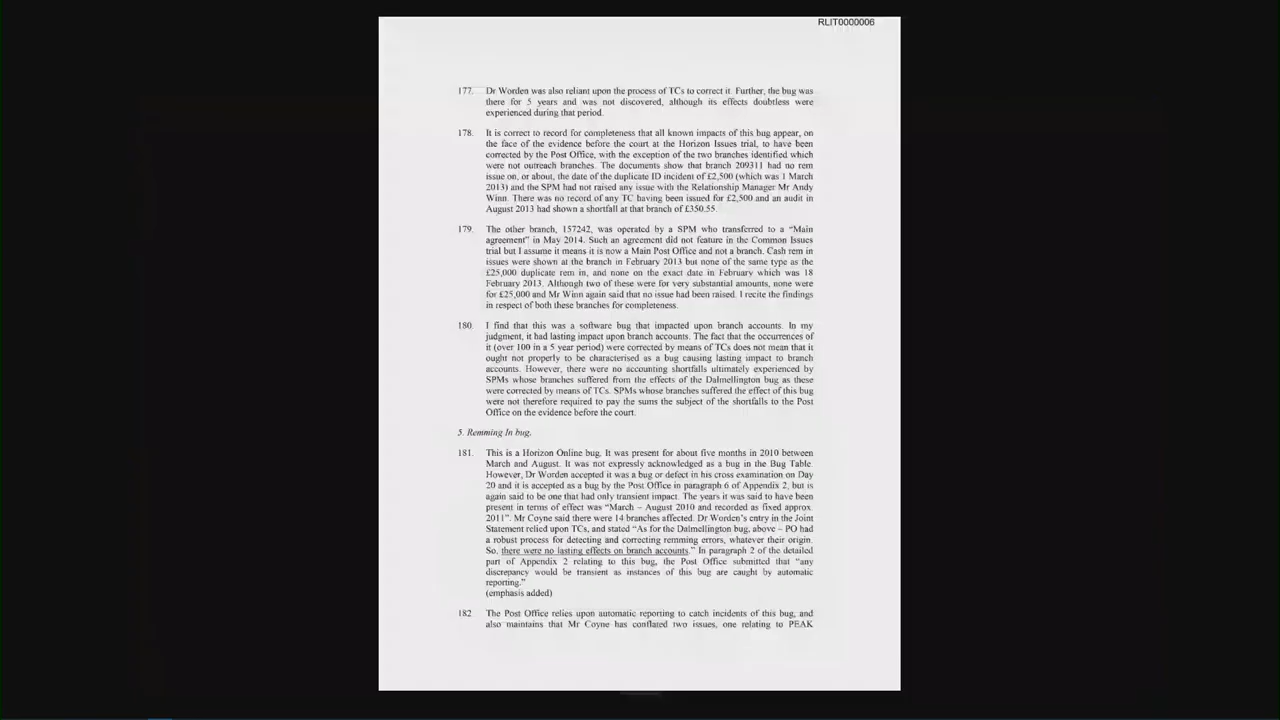 RLIT0000006
177. Dr Worden was also reliant upon the process of TCs to correct it. Further, the bug was
there for 5 years and was not discovered, although its effects doubtless were
experienced during that period.
178. It is correct to record for completeness that all known impacts of this bug appear, on
the face of the evidence before the court at the Horizon Issues trial, to have been
corrected by the Post Office, with the exception of the two branches identified which
were not outreach branches. The documents show that branch 209311 had no rem
issue on, or about, the date of the duplicate ID incident of £2,500 (which was 1 March
2013) and the SPM had not raised any issue with the Relationship Manager Mr Andy
Winn. There was no record of any TC having been issued for £2,500 and an audit in
August 2013 had shown a shortfall at that branch of £350.55.
179. The other branch, 157242, was operated by a SPM who transferred to a “Main
agreement” in May 2014. Such an agreement did not feature in the Common Issues
trial but I assume it means it is now a Main Post Office and not a branch. Cash rem in
issues were shown at the branch in February 2013 but none of the same type as the
£25,000 duplicate rem in, and none on the exact date in February which was 18
February 2013. Although two of these were for very substantial amounts, none were
for £25,000 and Mr Winn again said that no issue had been raised. I recite the findings
in respect of both these branches for completeness.
180. I find that this was a software bug that impacted upon branch accounts. In my
judgment, it had lasting impact upon branch accounts. The fact that the occurrences of
it (over 100 in a 5 year period) were corrected by means of TCs does not mean that it
ought not properly to be characterised as a bug causing lasting impact to branch
accounts. However, there were no accounting shortfalls ultimately experienced by
SPMs whose branches suffered from the effects of the Dalmellington bug as these
were corrected by means of TCs. SPMs whose branches suffered the effect of this bug
were not therefore required to pay the sums the subject of the shortfalls to the Post
Office on the evidence before the court.
5. Remming In bug.
181. This is a Horizon Online bug. It was present for about five months in 2010 between
March and August. It was not expressly acknowledged as a bug in the Bug Table.
However, Dr Worden accepted it was a bug or defect in his cross examination on Day
20 and it is accepted as a bug by the Post Office in paragraph 6 of Appendix 2, but is
again said to be one that had only transient impact. The years it was said to have been
present in terms of effect was “March – August 2010 and recorded as fixed approx.
2011”. Mr Coyne said there were 14 branches affected. Dr Worden’s entry in the Joint
Statement relied upon TCs, and stated “As for the Dalmellington bug, above – PO had
a robust process for detecting and correcting remming errors, whatever their origin.
So, there were no lasting effects on branch accounts.” In paragraph 2 of the detailed
part of Appendix 2 relating to this bug, the Post Office submitted that “any
discrepancy would be transient as instances of this bug are caught by automatic
reporting.”
(emphasis added)
182. The Post Office relies upon automatic reporting to catch incidents of this bug, and
also maintains that Mr Coyne has conflated two issues, one relating to PEAK